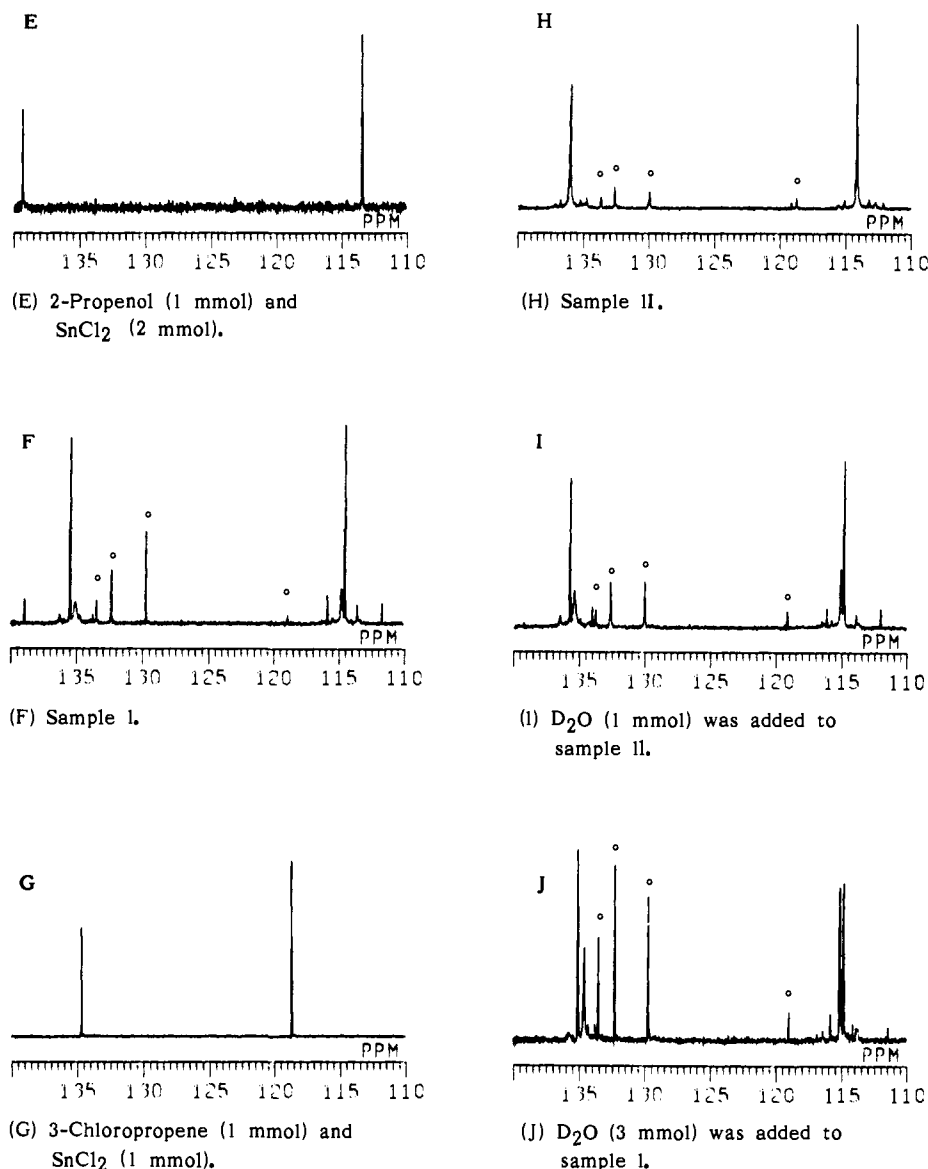 E
PPM
135 130 125 120 115 110
(E) 2-Propenol (1 mmol) and
SnCl2 (2 mmol).
F
PPM
135 130 125 120 115 110
(F) Sample I.
G
PPM
135 130 125 120 115 110
(G) 3-Chloropropene (1 mmol) and
SnCl2 (1 mmol).
H
PPM
135 130 125 120 115 110
(H) Sample II.
I
PPM
135 130 125 120 115 110
(I) D2O (1 mmol) was added to
sample II.
J
PPM
135 130 125 120 115 110
(J) D2O (3 mmol) was added to
sample I.